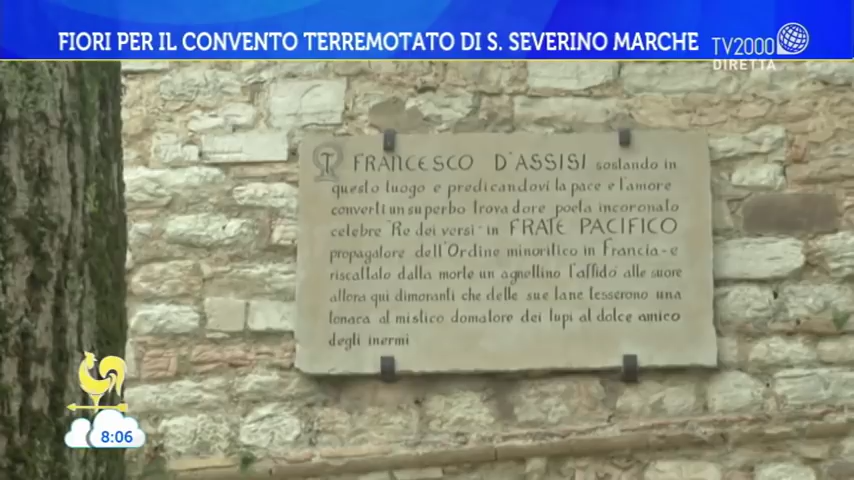 FIORI PER IL CONVENTO TERREMOTATO DI S. SEVERINO MARCHE
TV2000
DIRETTA
FRANCESCO D'ASSISI sostando in
questo luogo e predicandovi la pace e l'amore
convertì un superbo trovadore poeta incoronato
celebre "Re dei versi" in FRATE PACIFICO
propagatore dell'Ordine minoritico in Francia - e
riscattato dalla morte un agnellino l'affidò alle suore
allora qui dimoranti che delle sue lane tesserono una
tonaca al mistico domatore dei lupi al dolce amico
degli inermi
8:06